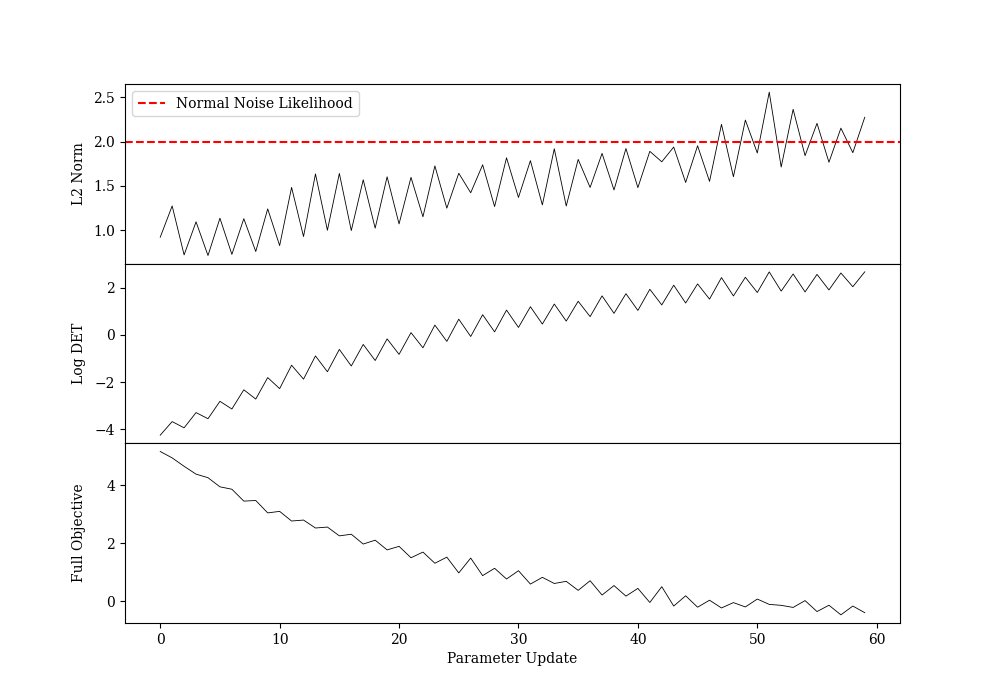 2.5
Normal Noise Likelihood
2.0
L2 Norm
1.5
1.0
2
0
Log DET
−2
−4
4
Full Objective
2
0
0 10 20 30 40 50 60
Parameter Update